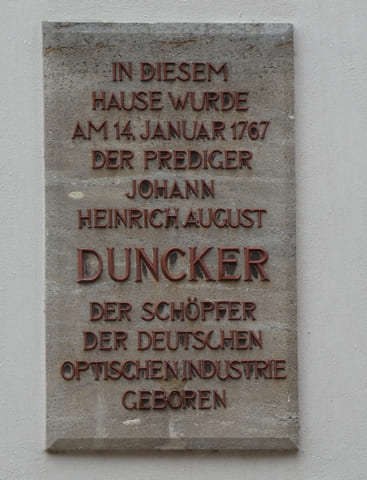 IN DIESEM
HAUSE WURDE
AM 14. JANUAR 1767
DER PREDIGER
JOHANN
HEINRICH AUGUST
DUNCKER
DER SCHÖPFER
DER DEUTSCHEN
OPTISCHEN INDUSTRIE
GEBOREN